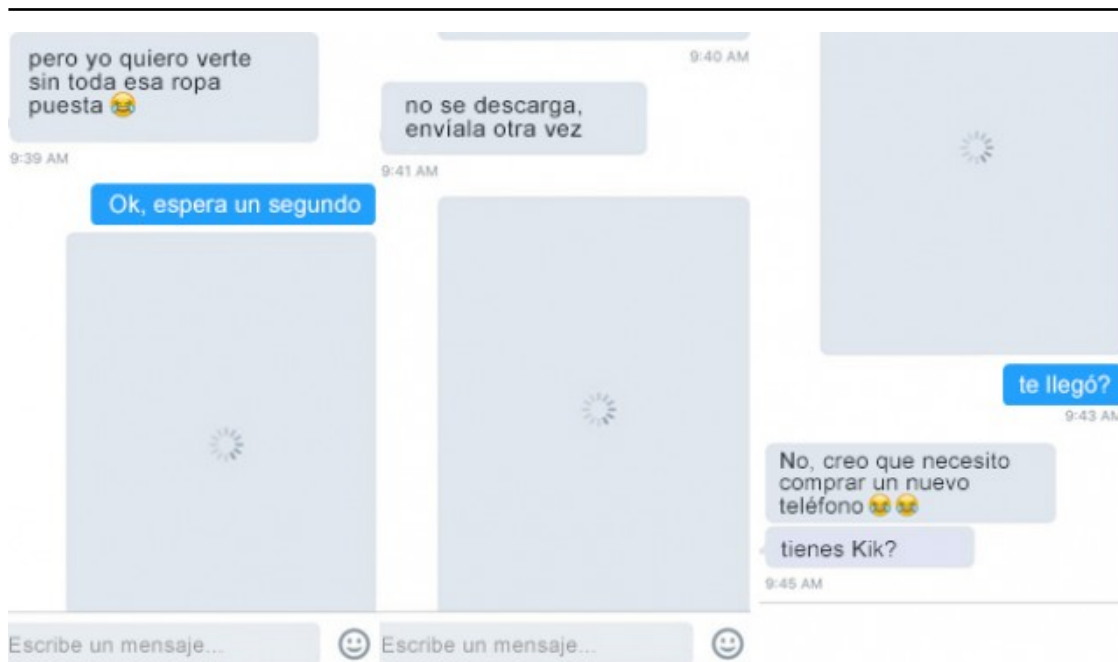 pero yo quiero verte
sin toda esa ropa
puesta 😂
9:39 AM
Ok, espera un segundo
Escribe un mensaje...
9:40 AM
no se descarga,
envíala otra vez
9:41 AM
Escribe un mensaje...
te llegó?
9:43 AM
No, creo que necesito
comprar un nuevo
teléfono 😂😂
tienes Kik?
9:45 AM